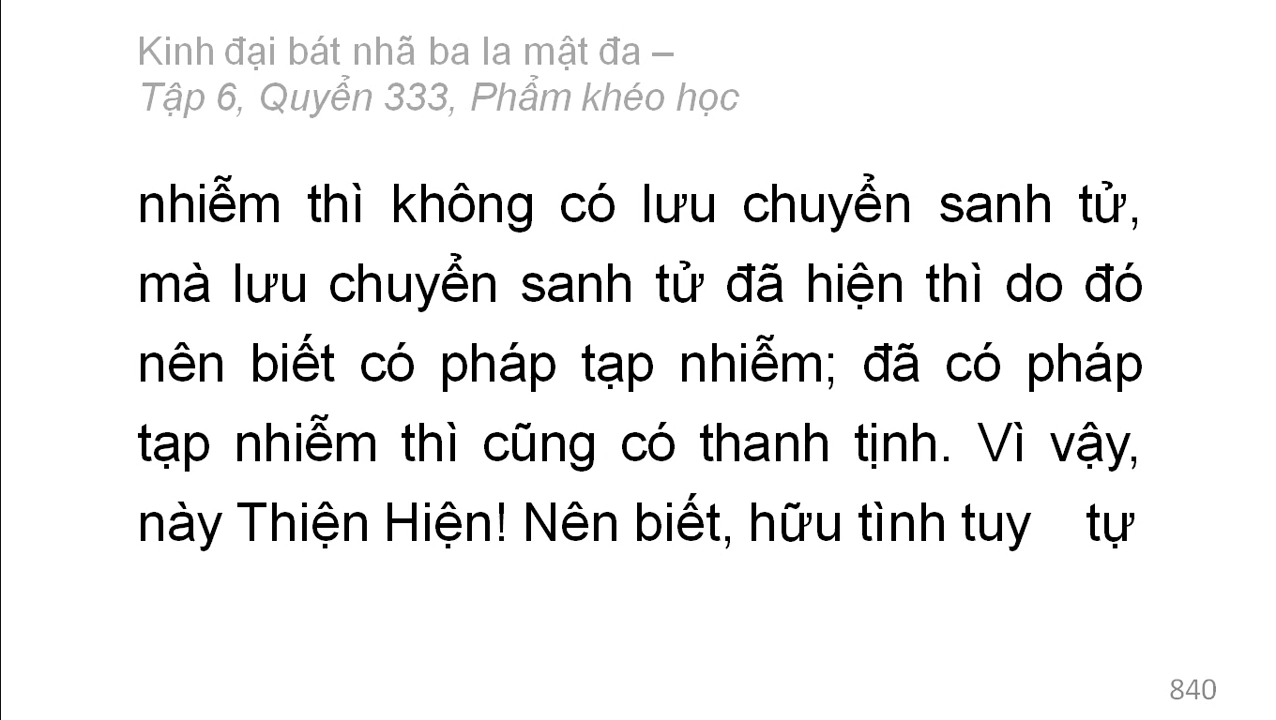 Kinh đại bát nhã ba la mật đa –
Tập 6, Quyển 333, Phẩm khéo học
nhiễm thì không có lưu chuyển sanh tử,
mà lưu chuyển sanh tử đã hiện thì do đó
nên biết có pháp tạp nhiễm; đã có pháp
tạp nhiễm thì cũng có thanh tịnh. Vì vậy,
này Thiện Hiện! Nên biết, hữu tình tuy tự
840